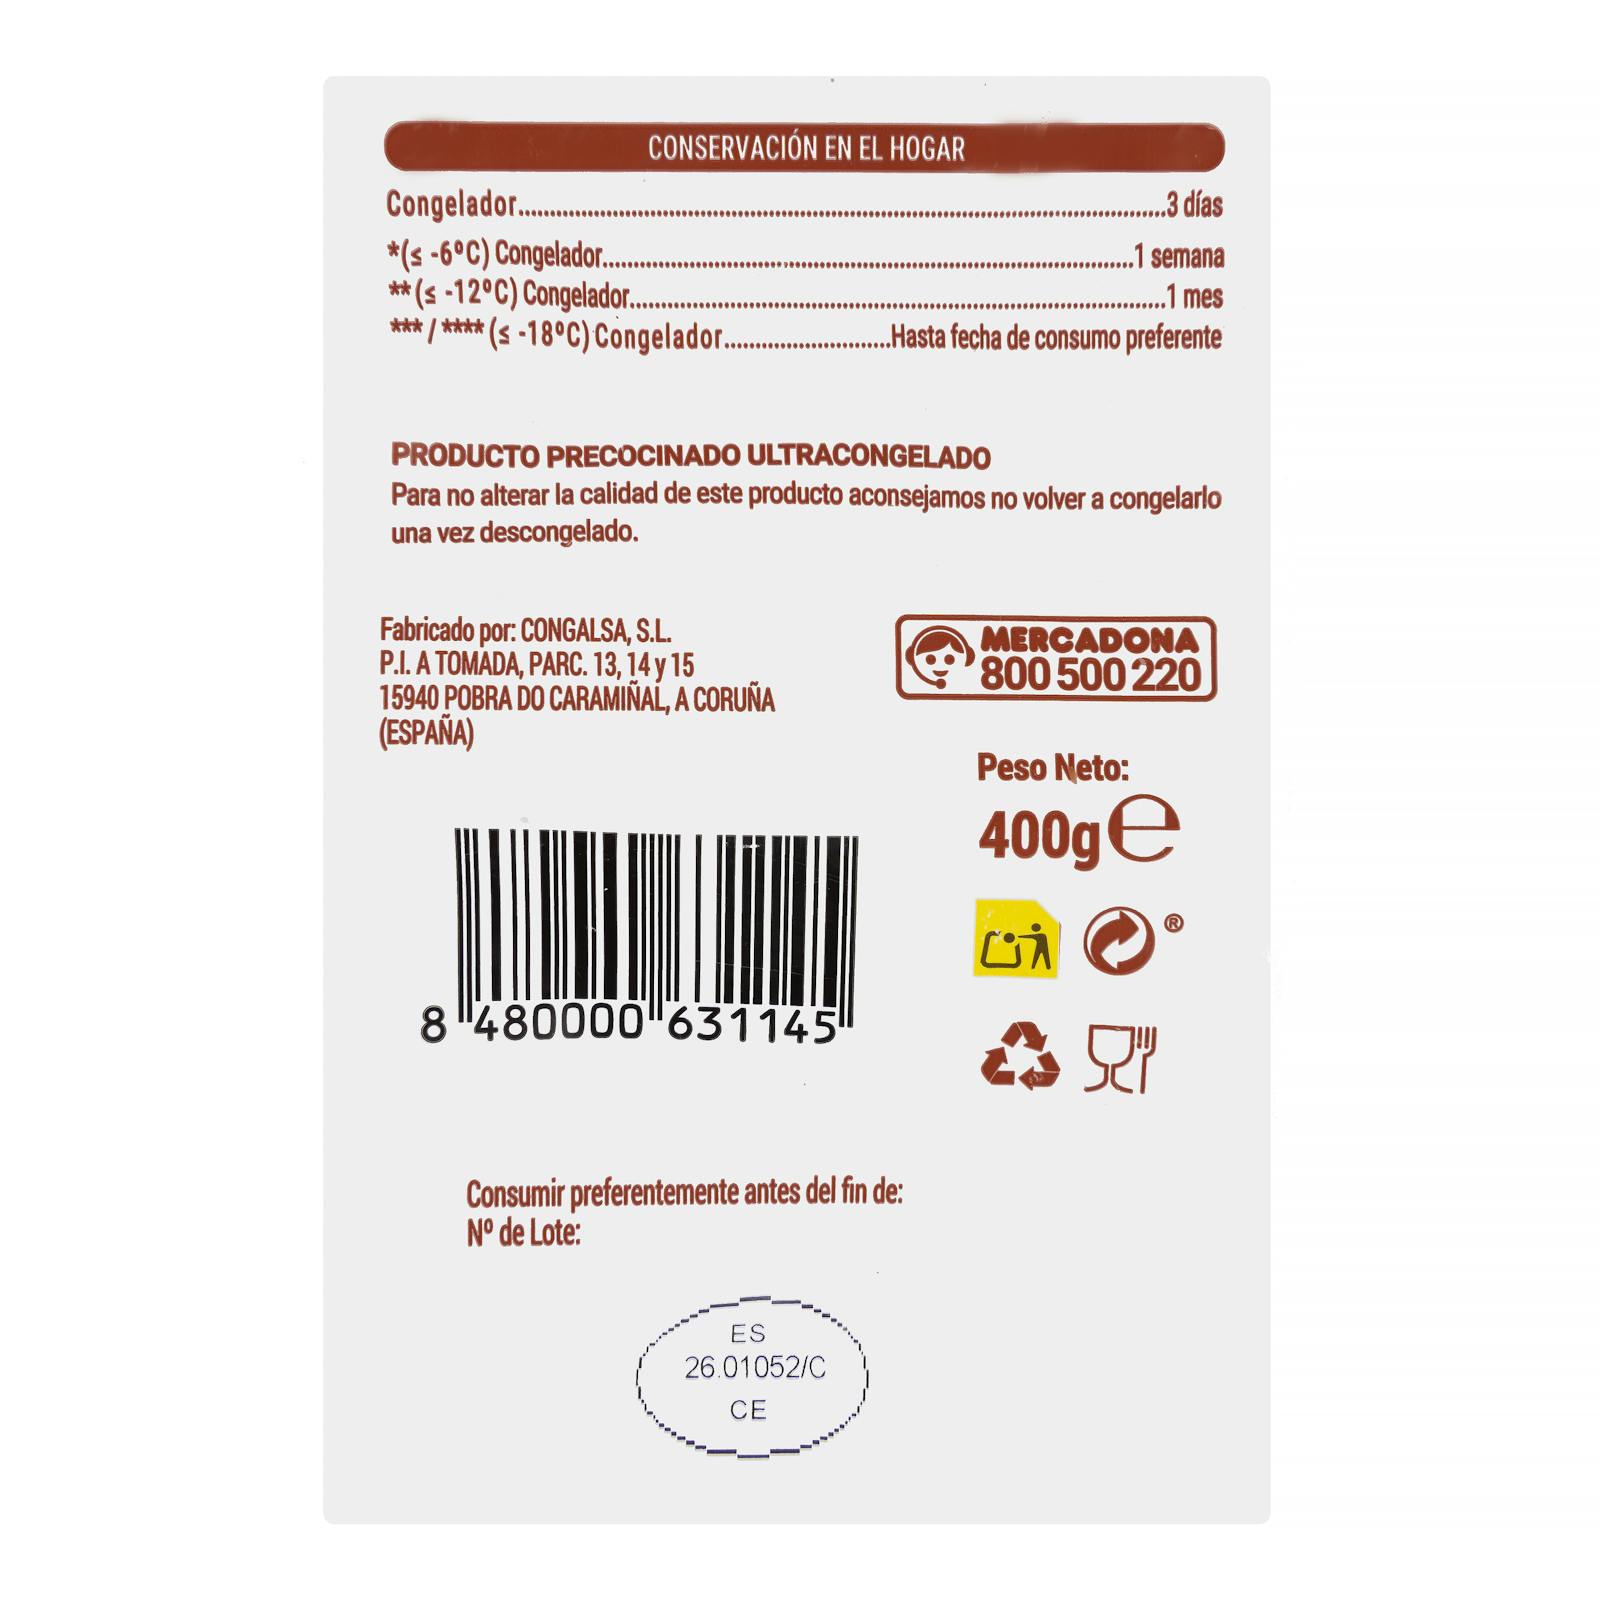 CONSERVACIÓN EN EL HOGAR
Congelador........................3 días
*(≤ -6ºC) Congelador........................1 semana
**(≤ -12ºC) Congelador........................1 mes
***/****(≤ -18ºC) Congelador........................Hasta fecha de consumo preferente
PRODUCTO PRECOCINADO ULTRACONGELADO
Para no alterar la calidad de este producto aconsejamos no volver a congelarlo
una vez descongelado.
Fabricado por: CONGALSA, S.L.
P.I. A TOMADA, PARC. 13, 14 y 15
15940 POBRA DO CARAMIÑAL, A CORUÑA
(ESPAÑA)
MERCADONA
800 500 220
Peso Neto:
400g e
®
8 480000 631145
Consumir preferentemente antes del fin de:
Nº de Lote:
ES
26.01052/C
CE